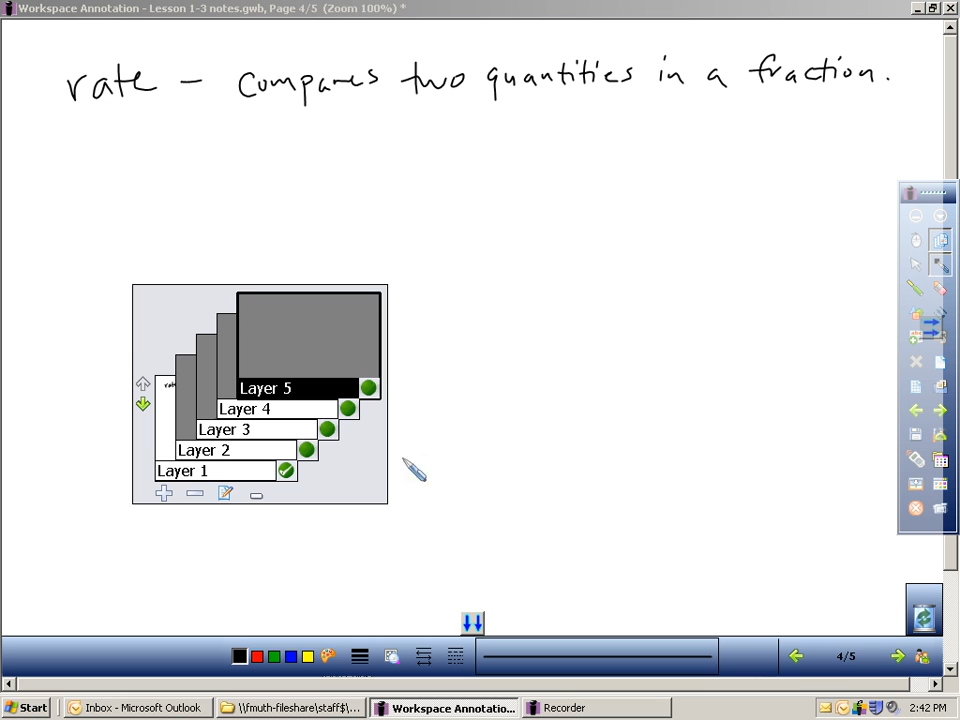 Workspace Annotation - Lesson 1-3 notes.gwb, Page 4/5 (Zoom 100%) *
rate - compares two quantities in a fraction.
Layer 5
Layer 4
Layer 3
Layer 2
Layer 1
4/5
Start
Inbox - Microsoft Outlook
\\fmuth-fileshare\staff$\...
Workspace Annotatio...
Recorder
2:42 PM